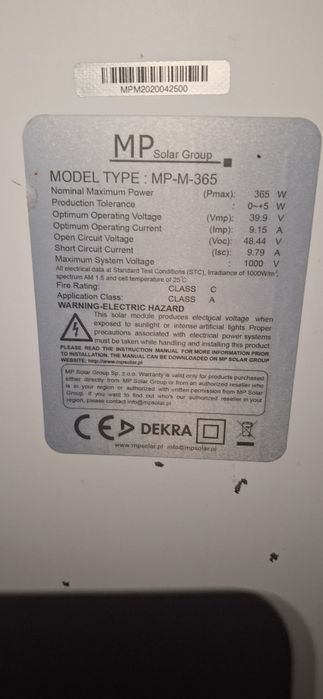 MPM2020042500
MP Solar Group
MODEL TYPE : MP-M-365
Nominal Maximum Power (Pmax): 365 W
Production Tolerance : 0~+5 W
Optimum Operating Voltage (Vmp): 39.9 V
Optimum Operating Current (Imp): 9.15 A
Open Circuit Voltage (Voc): 48.44 V
Short Circuit Current (Isc): 9.79 A
Maximum System Voltage : 1000 V
All electrical data at Standard Test Conditions (STC), irradiance of 1000W/m²,
spectrum AM 1.5 and cell temperature of 25℃
Fire Rating: CLASS C
Application Class: CLASS A
WARNING-ELECTRIC HAZARD
This solar module produces electjcal voltage when
exposed to sunlight or intense artificial lights. Proper
precautions associated with electrical power systems
must be taken while handling and installing this product
PLEASE READ THE INSTRUCTION MANUAL FOR MORE INFORMATION PRIOR
TO INSTALLATION. THE MANUAL CAN BE DOWNLOADED ON MP SOLAR GROUP
WEBSITE: http://www.mpsolar.pl
MP Solar Group Sp. z o.o. Warranty is valid only for products purchased
either directly from MP Solar Group or from an authorized reseller who
is in your region or authorized with written permission from MP Solar
Group. If you want to find out who's our authorized reseller in your
region, please contact info@mpsolar.pl
CE DEKRA
www.mpsolar.pl info@mpsolar.pl